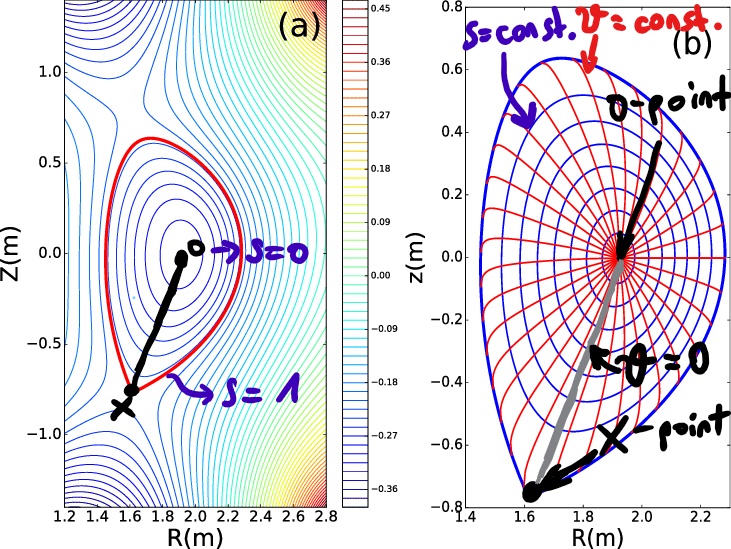 (a)
Z(m)
1.0
0.5
0.0
−0.5
−1.0
O → s=0
→ s=1
X
1.2 1.4 1.6 1.8 2.0 2.2 2.4 2.6 2.8
R(m)
0.45
0.36
0.27
0.18
0.09
0.00
−0.09
−0.18
−0.27
−0.36
s=const. ϑ=const.
(b)
O-point
z(m)
0.8
0.6
0.4
0.2
0.0
−0.2
−0.4
−0.6
−0.8
ϑ=0
X-point
1.4 1.6 1.8 2.0 2.2
R(m)